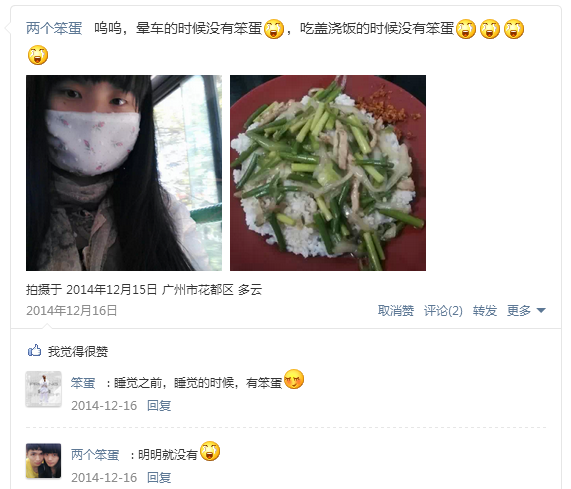 两个笨蛋 呜呜，晕车的时候没有笨蛋，吃盖浇饭的时候没有笨蛋
拍摄于 2014年12月15日 广州市花都区 多云
2014年12月16日 取消赞 评论(2) 转发 更多
我觉得很赞
笨蛋 ：睡觉之前，睡觉的时候，有笨蛋
2014-12-16 回复
两个笨蛋 ：明明就没有
2014-12-16 回复